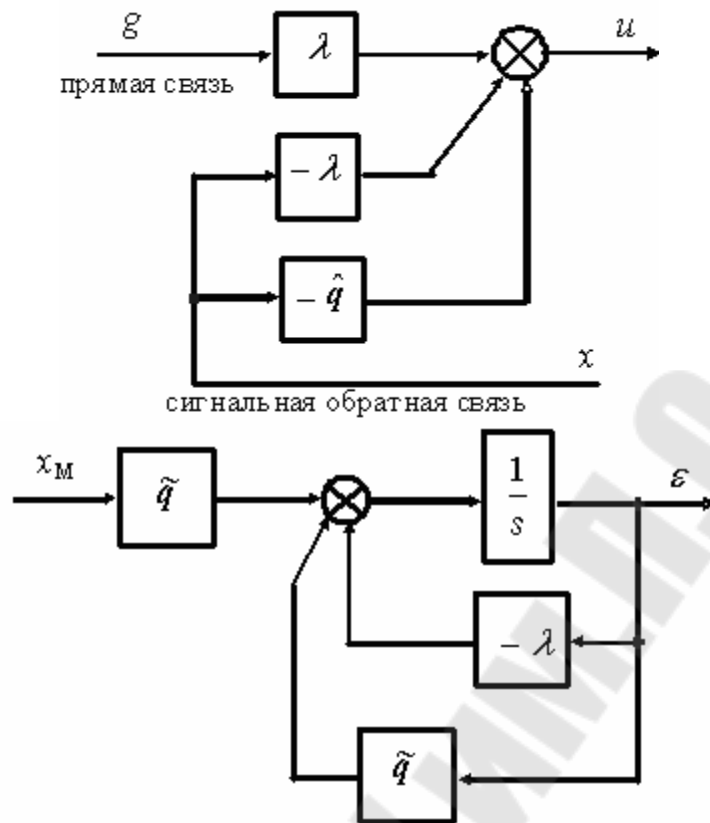 g λ u
прямая связь
− λ
− q̂
x
сигнальная обратная связь
xм q̃ 1/s ε
− λ
q̃